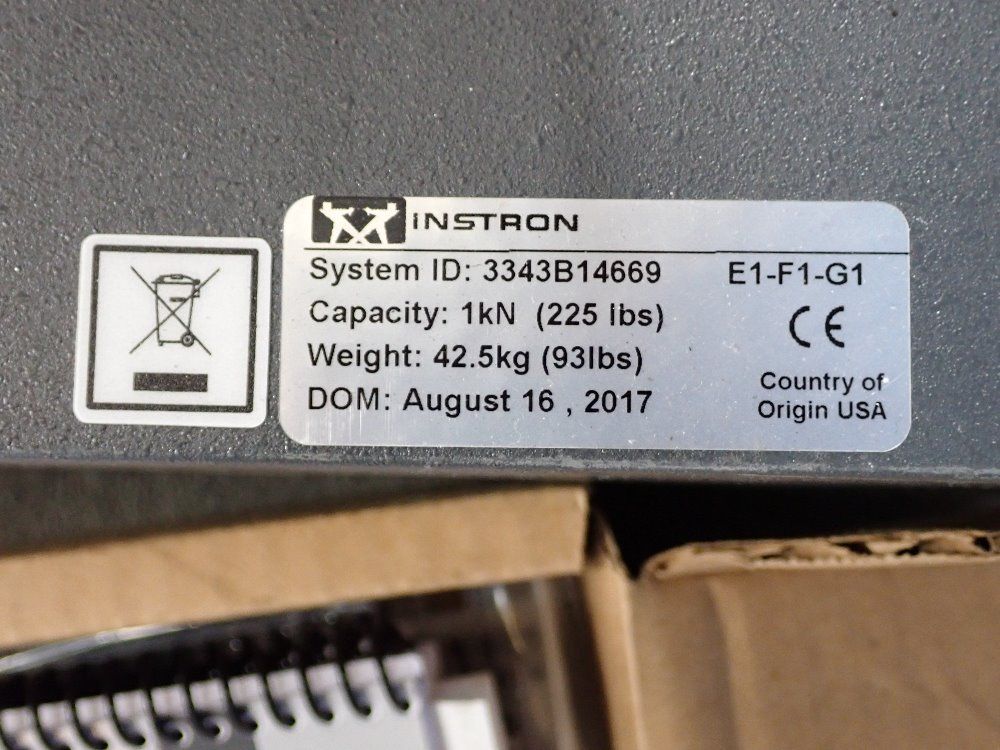 INSTRON
System ID: 3343B14669 E1-F1-G1
Capacity: 1kN (225 lbs)
CE
Weight: 42.5kg (93lbs)
DOM: August 16 , 2017
Country of
Origin USA